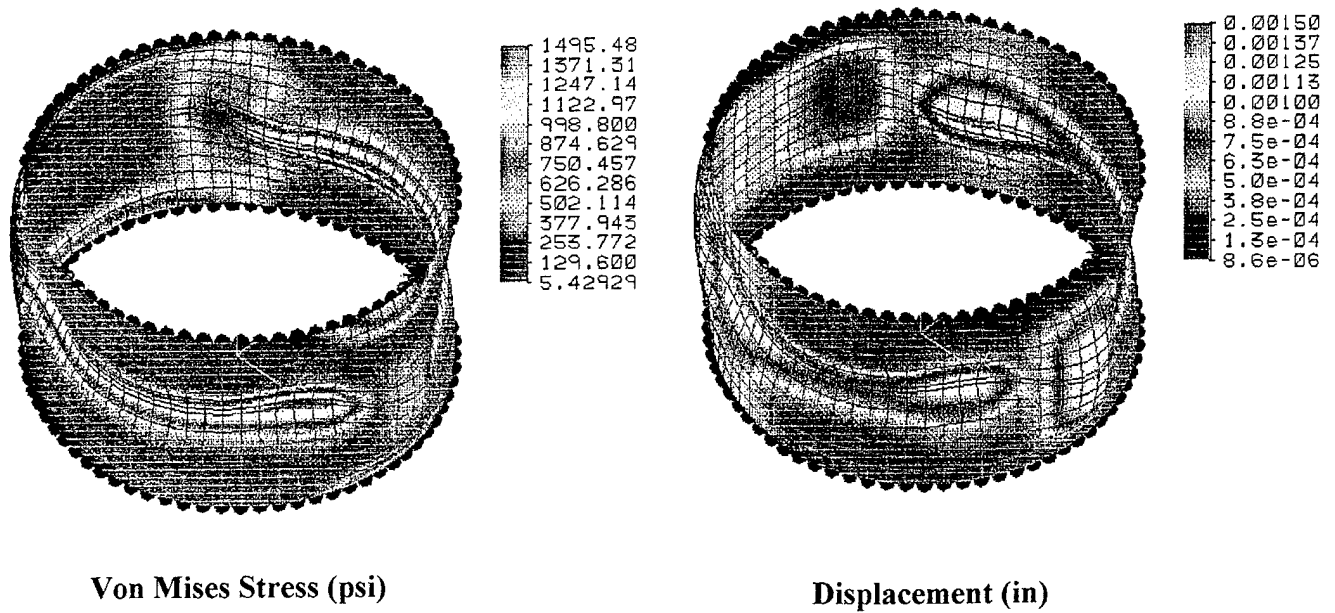 1495.48
1371.31
1247.14
1122.97
998.800
874.629
750.457
626.286
502.114
377.943
253.772
129.600
5.42929
0.00150
0.00137
0.00125
0.00113
0.00100
8.8e-04
7.5e-04
6.3e-04
5.0e-04
3.8e-04
2.5e-04
1.3e-04
8.6e-06
Von Mises Stress (psi)
Displacement (in)